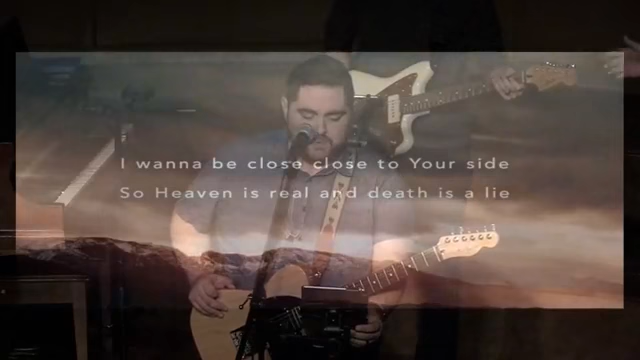 I wanna be close close to Your side
So Heaven is real and death is a lie